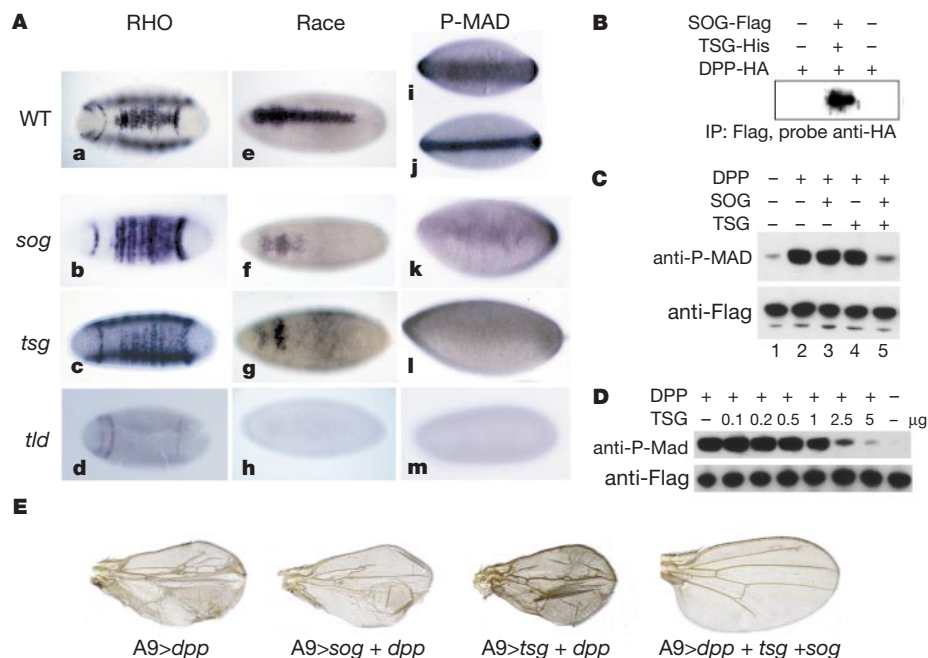 A
RHO
Race
P-MAD
WT
a
e
i
j
sog
b
f
k
tsg
c
g
l
tld
d
h
m
B
SOG-Flag – + –
TSG-His – + –
DPP-HA + + +
IP: Flag, probe anti-HA
C
DPP – + + + +
SOG – – + – +
TSG – – – + +
anti-P-MAD
anti-Flag
1 2 3 4 5
D
DPP + + + + + + + –
TSG – 0.1 0.2 0.5 1 2.5 5 – µg
anti-P-Mad
anti-Flag
E
A9>dpp
A9>sog + dpp
A9>tsg + dpp
A9>dpp + tsg +sog